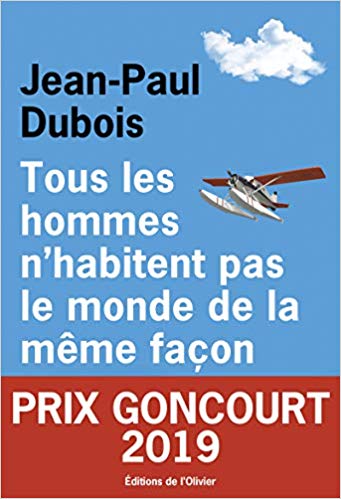 Jean-Paul
Dubois
Tous les
hommes
n'habitent pas
le monde de la
même façon
PRIX GONCOURT
2019
Éditions de l'Olivier